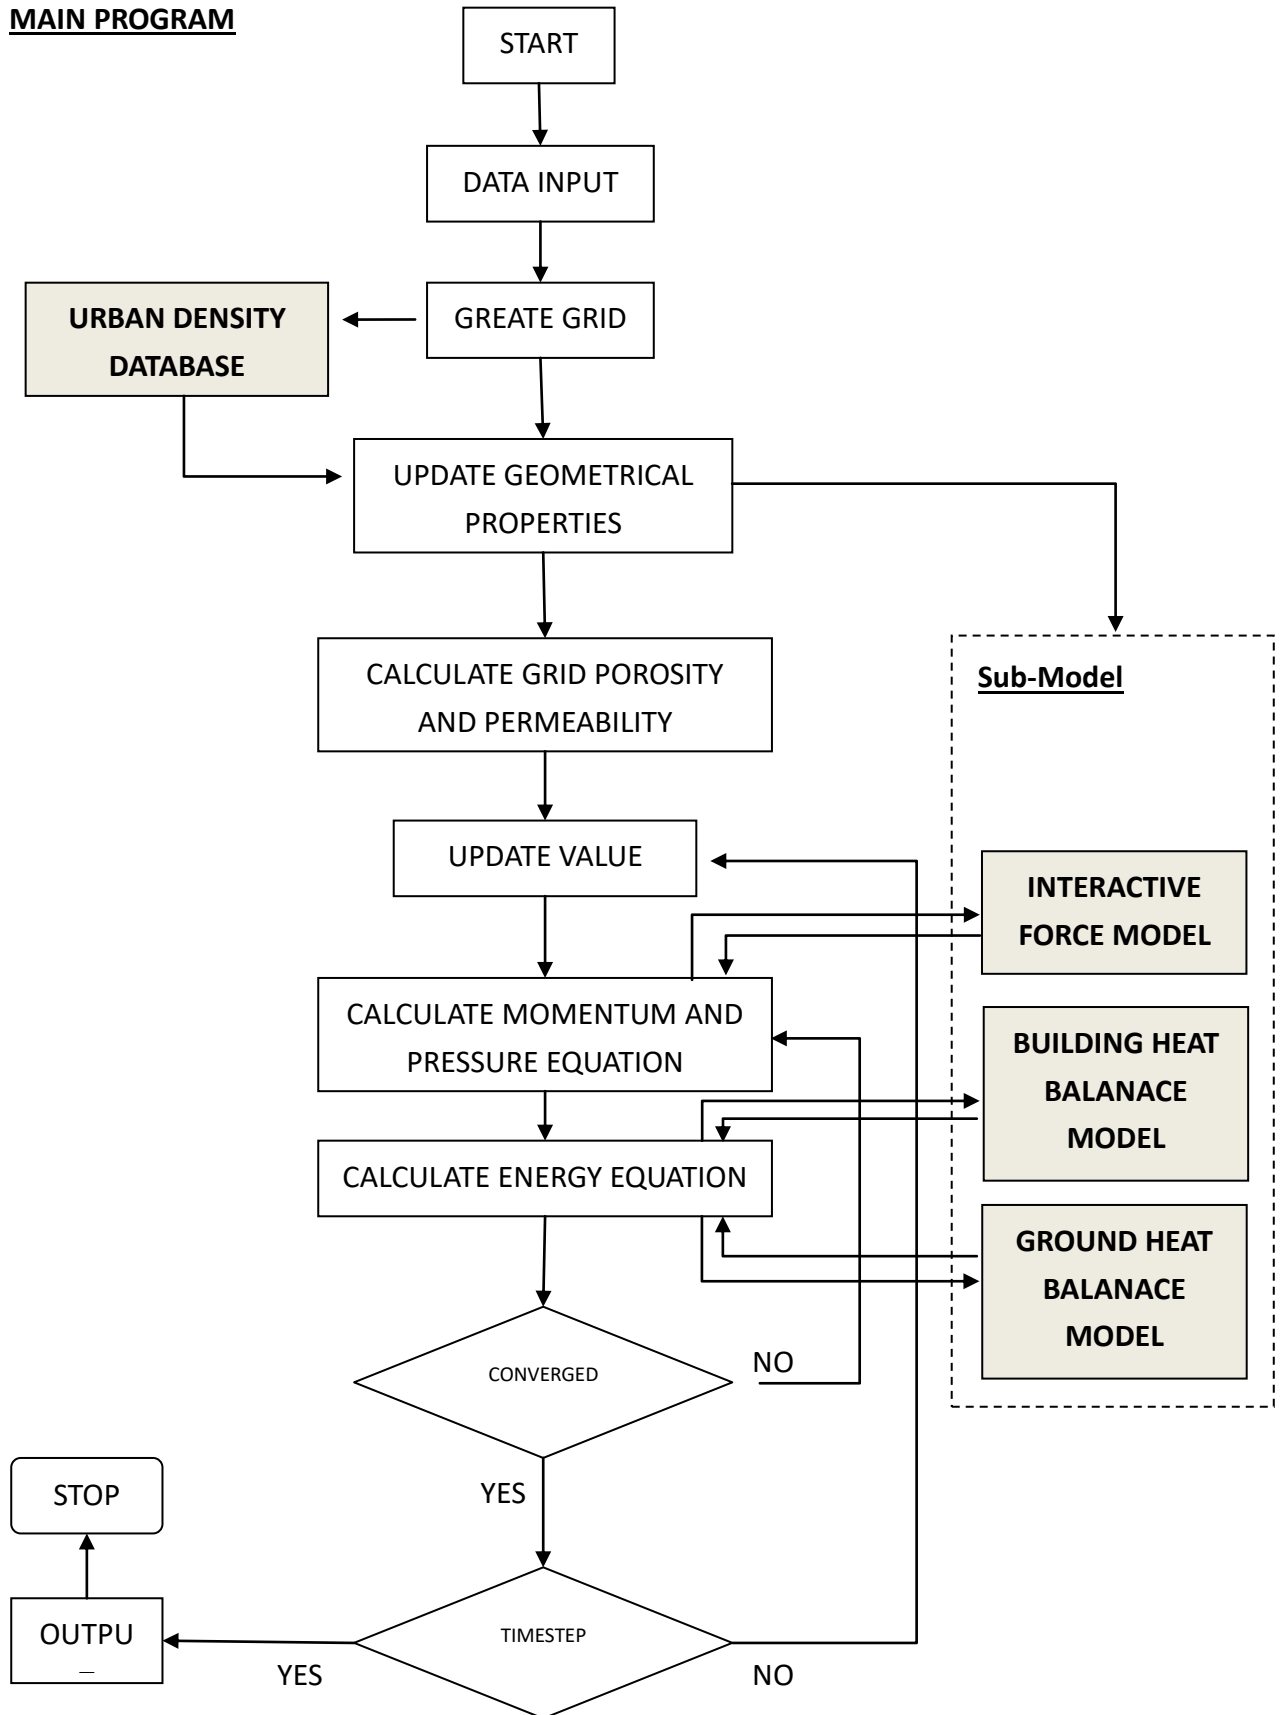 MAIN PROGRAM
START
DATA INPUT
URBAN DENSITY
DATABASE
GREATE GRID
UPDATE GEOMETRICAL
PROPERTIES
CALCULATE GRID POROSITY
AND PERMEABILITY
Sub-Model
UPDATE VALUE
INTERACTIVE
FORCE MODEL
CALCULATE MOMENTUM AND
PRESSURE EQUATION
BUILDING HEAT
BALANACE
MODEL
CALCULATE ENERGY EQUATION
GROUND HEAT
BALANACE
MODEL
CONVERGED
NO
YES
STOP
TIMESTEP
OUTPU
YES
NO